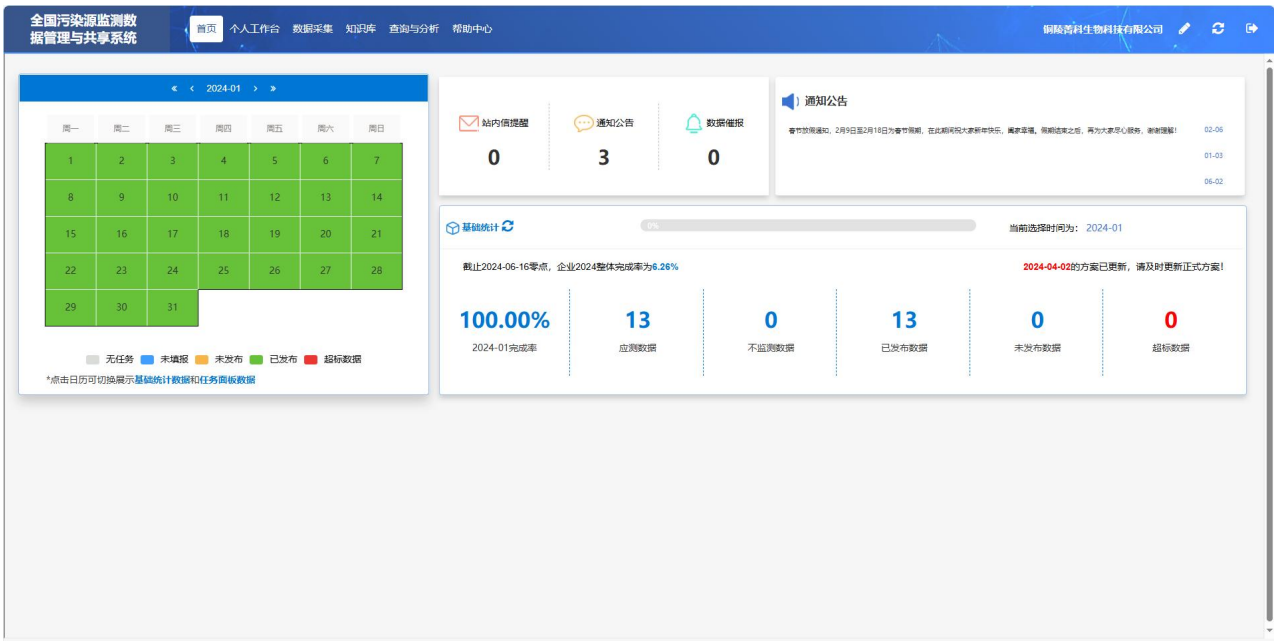 全国污染源监测数
据管理与共享系统
首页 个人工作台 数据采集 知识库 查询与分析 帮助中心
铜陵菁科生物科技有限公司
« ‹ 2024-01 › »
周一 周二 周三 周四 周五 周六 周日
1 2 3 4 5 6 7
8 9 10 11 12 13 14
15 16 17 18 19 20 21
22 23 24 25 26 27 28
29 30 31
无任务 未填报 未发布 已发布 超标数据
*点击日历可切换展示基础统计数据和任务面板数据
站内信提醒 通知公告 数据催报
0 3 0
通知公告
春节放假通知，2月9日至2月18日为春节假期，在此期间祝大家新年快乐，阖家幸福，假期结束之后，再为大家尽心服务，谢谢理解！ 02-06
01-03
06-02
基础统计 0% 当前选择时间为： 2024-01
截止2024-06-16零点，企业2024整体完成率为6.26% 2024-04-02的方案已更新，请及时更新正式方案！
100.00% 13 0 13 0 0
2024-01完成率 应测数据 不监测数据 已发布数据 未发布数据 超标数据